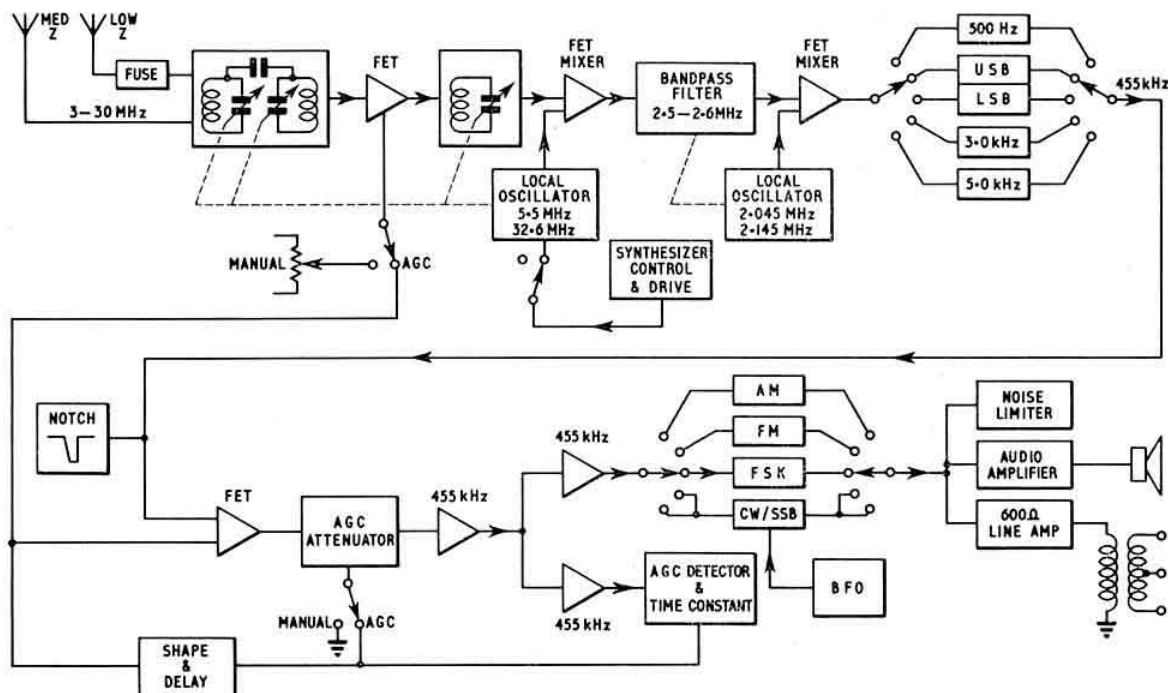 MED Z
LOW Z
FUSE
3–30 MHz
FET
FET
MIXER
BANDPASS
FILTER
2·5–2·6MHz
FET
MIXER
500 Hz
USB
LSB
3·0 kHz
5·0 kHz
455kHz
LOCAL
OSCILLATOR
5·5 MHz
32·6 MHz
LOCAL
OSCILLATOR
2·045 MHz
2·145 MHz
MANUAL
AGC
SYNTHESIZER
CONTROL
& DRIVE
NOTCH
FET
AGC
ATTENUATOR
455kHz
455 kHz
455 kHz
AM
FM
FSK
CW/SSB
NOISE
LIMITER
AUDIO
AMPLIFIER
600Ω
LINE AMP
AGC DETECTOR
&
TIME CONSTANT
BFO
MANUAL
AGC
SHAPE
&
DELAY